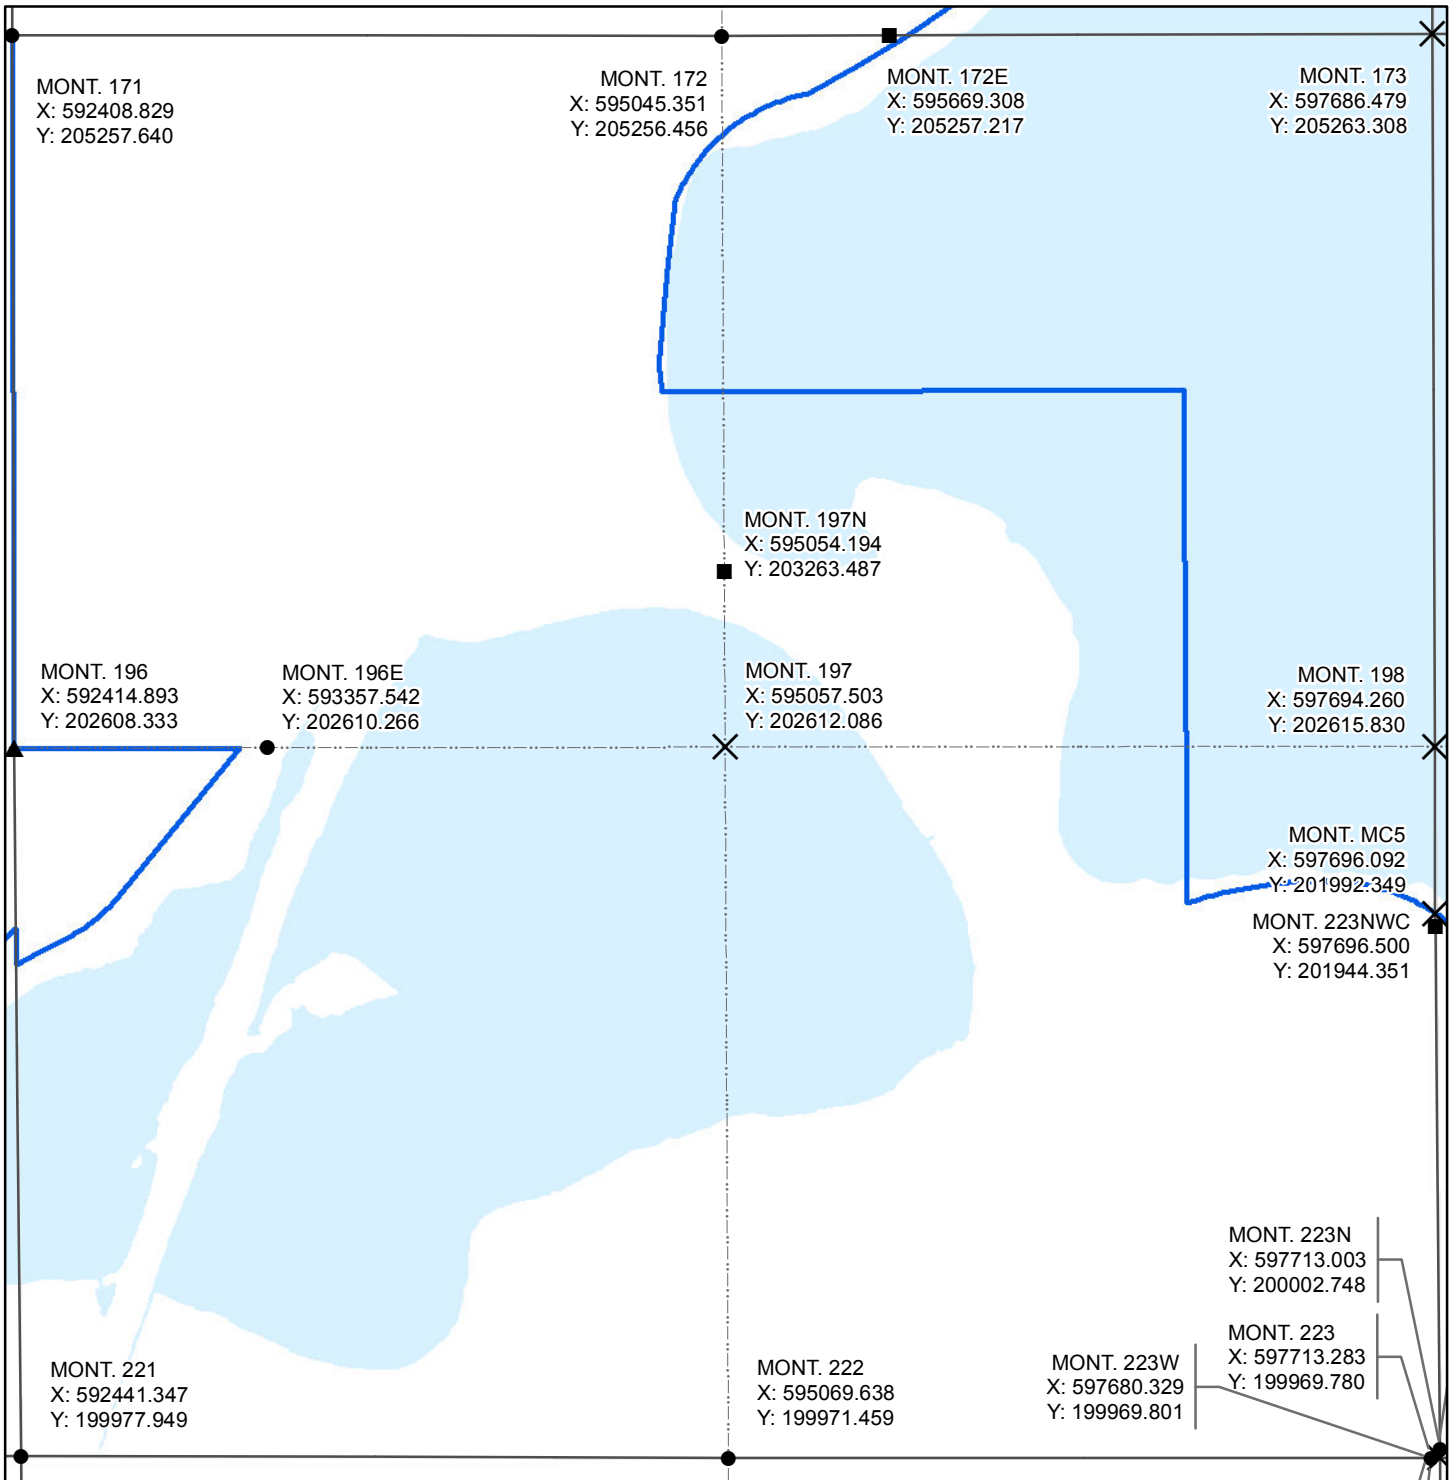 MONT. 171
X: 592408.829
Y: 205257.640
MONT. 172
X: 595045.351
Y: 205256.456
MONT. 172E
X: 595669.308
Y: 205257.217
MONT. 173
X: 597686.479
Y: 205263.308
MONT. 197N
X: 595054.194
Y: 203263.487
MONT. 196
X: 592414.893
Y: 202608.333
MONT. 196E
X: 593357.542
Y: 202610.266
MONT. 197
X: 595057.503
Y: 202612.086
MONT. 198
X: 597694.260
Y: 202615.830
MONT. MC5
X: 597696.092
Y: 201992.349
MONT. 223NWC
X: 597696.500
Y: 201944.351
MONT. 223N
X: 597713.003
Y: 200002.748
MONT. 223
X: 597713.283
Y: 199969.780
MONT. 223W
X: 597680.329
Y: 199969.801
MONT. 221
X: 592441.347
Y: 199977.949
MONT. 222
X: 595069.638
Y: 199971.459